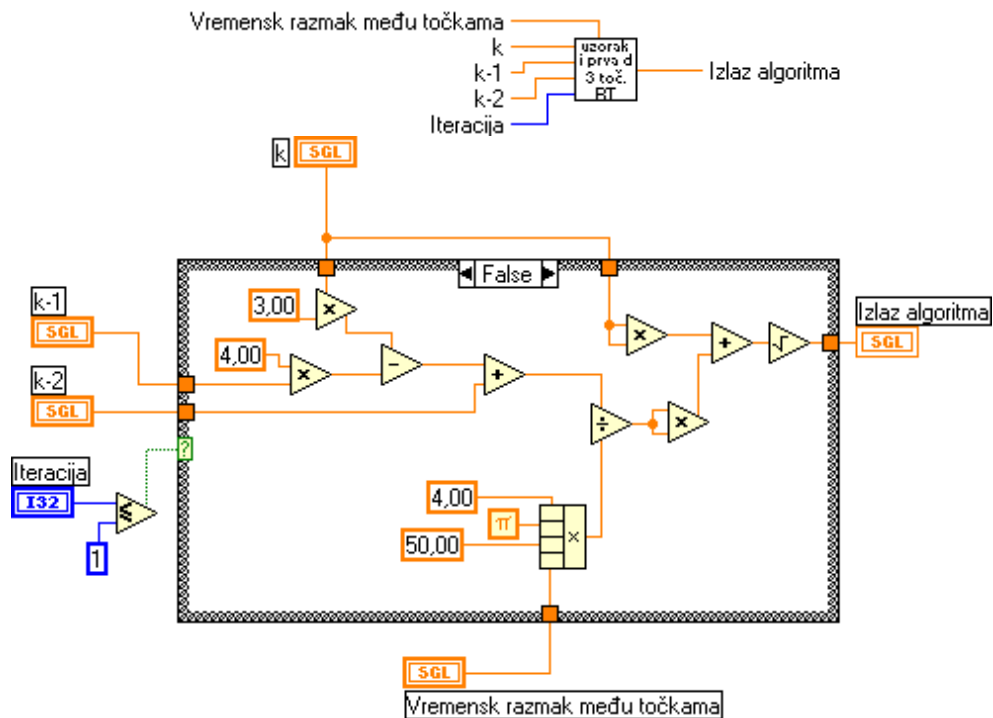 Vremensk razmak među točkama
k
k-1
k-2
Iteracija
uzorak
i prva d
3 toč.
RT
Izlaz algoritma
k
SGL
False
k-1
SGL
k-2
SGL
Iteracija
I32
1
3,00
×
4,00
×
−
+
÷
×
×
+
√
≤
?
4,00
π
50,00
×
Izlaz algoritma
SGL
SGL
Vremensk razmak među točkama